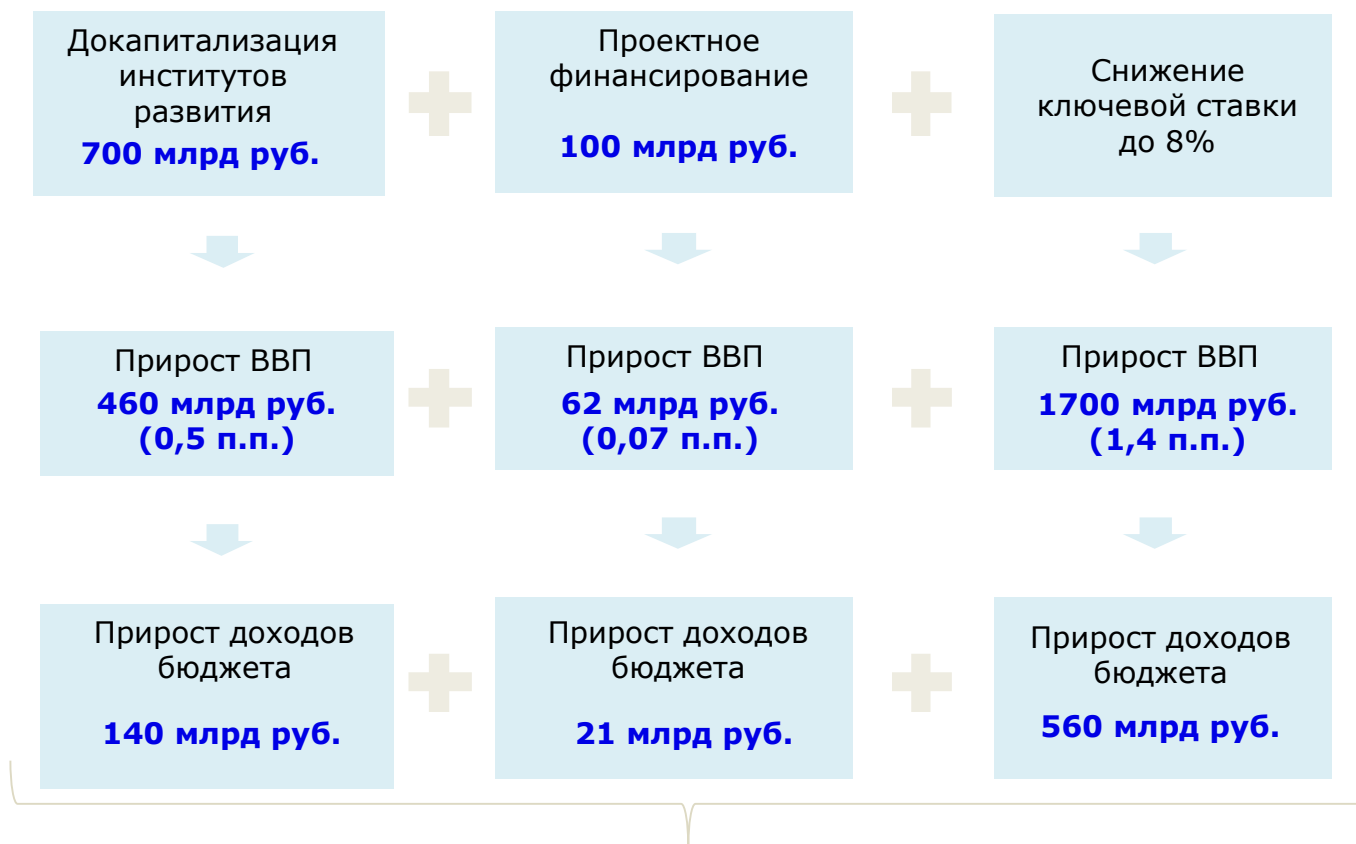 Докапитализация
институтов
развития
700 млрд руб.
Проектное
финансирование
100 млрд руб.
Снижение
ключевой ставки
до 8%
Прирост ВВП
460 млрд руб.
(0,5 п.п.)
Прирост ВВП
62 млрд руб.
(0,07 п.п.)
Прирост ВВП
1700 млрд руб.
(1,4 п.п.)
Прирост доходов
бюджета
140 млрд руб.
Прирост доходов
бюджета
21 млрд руб.
Прирост доходов
бюджета
560 млрд руб.